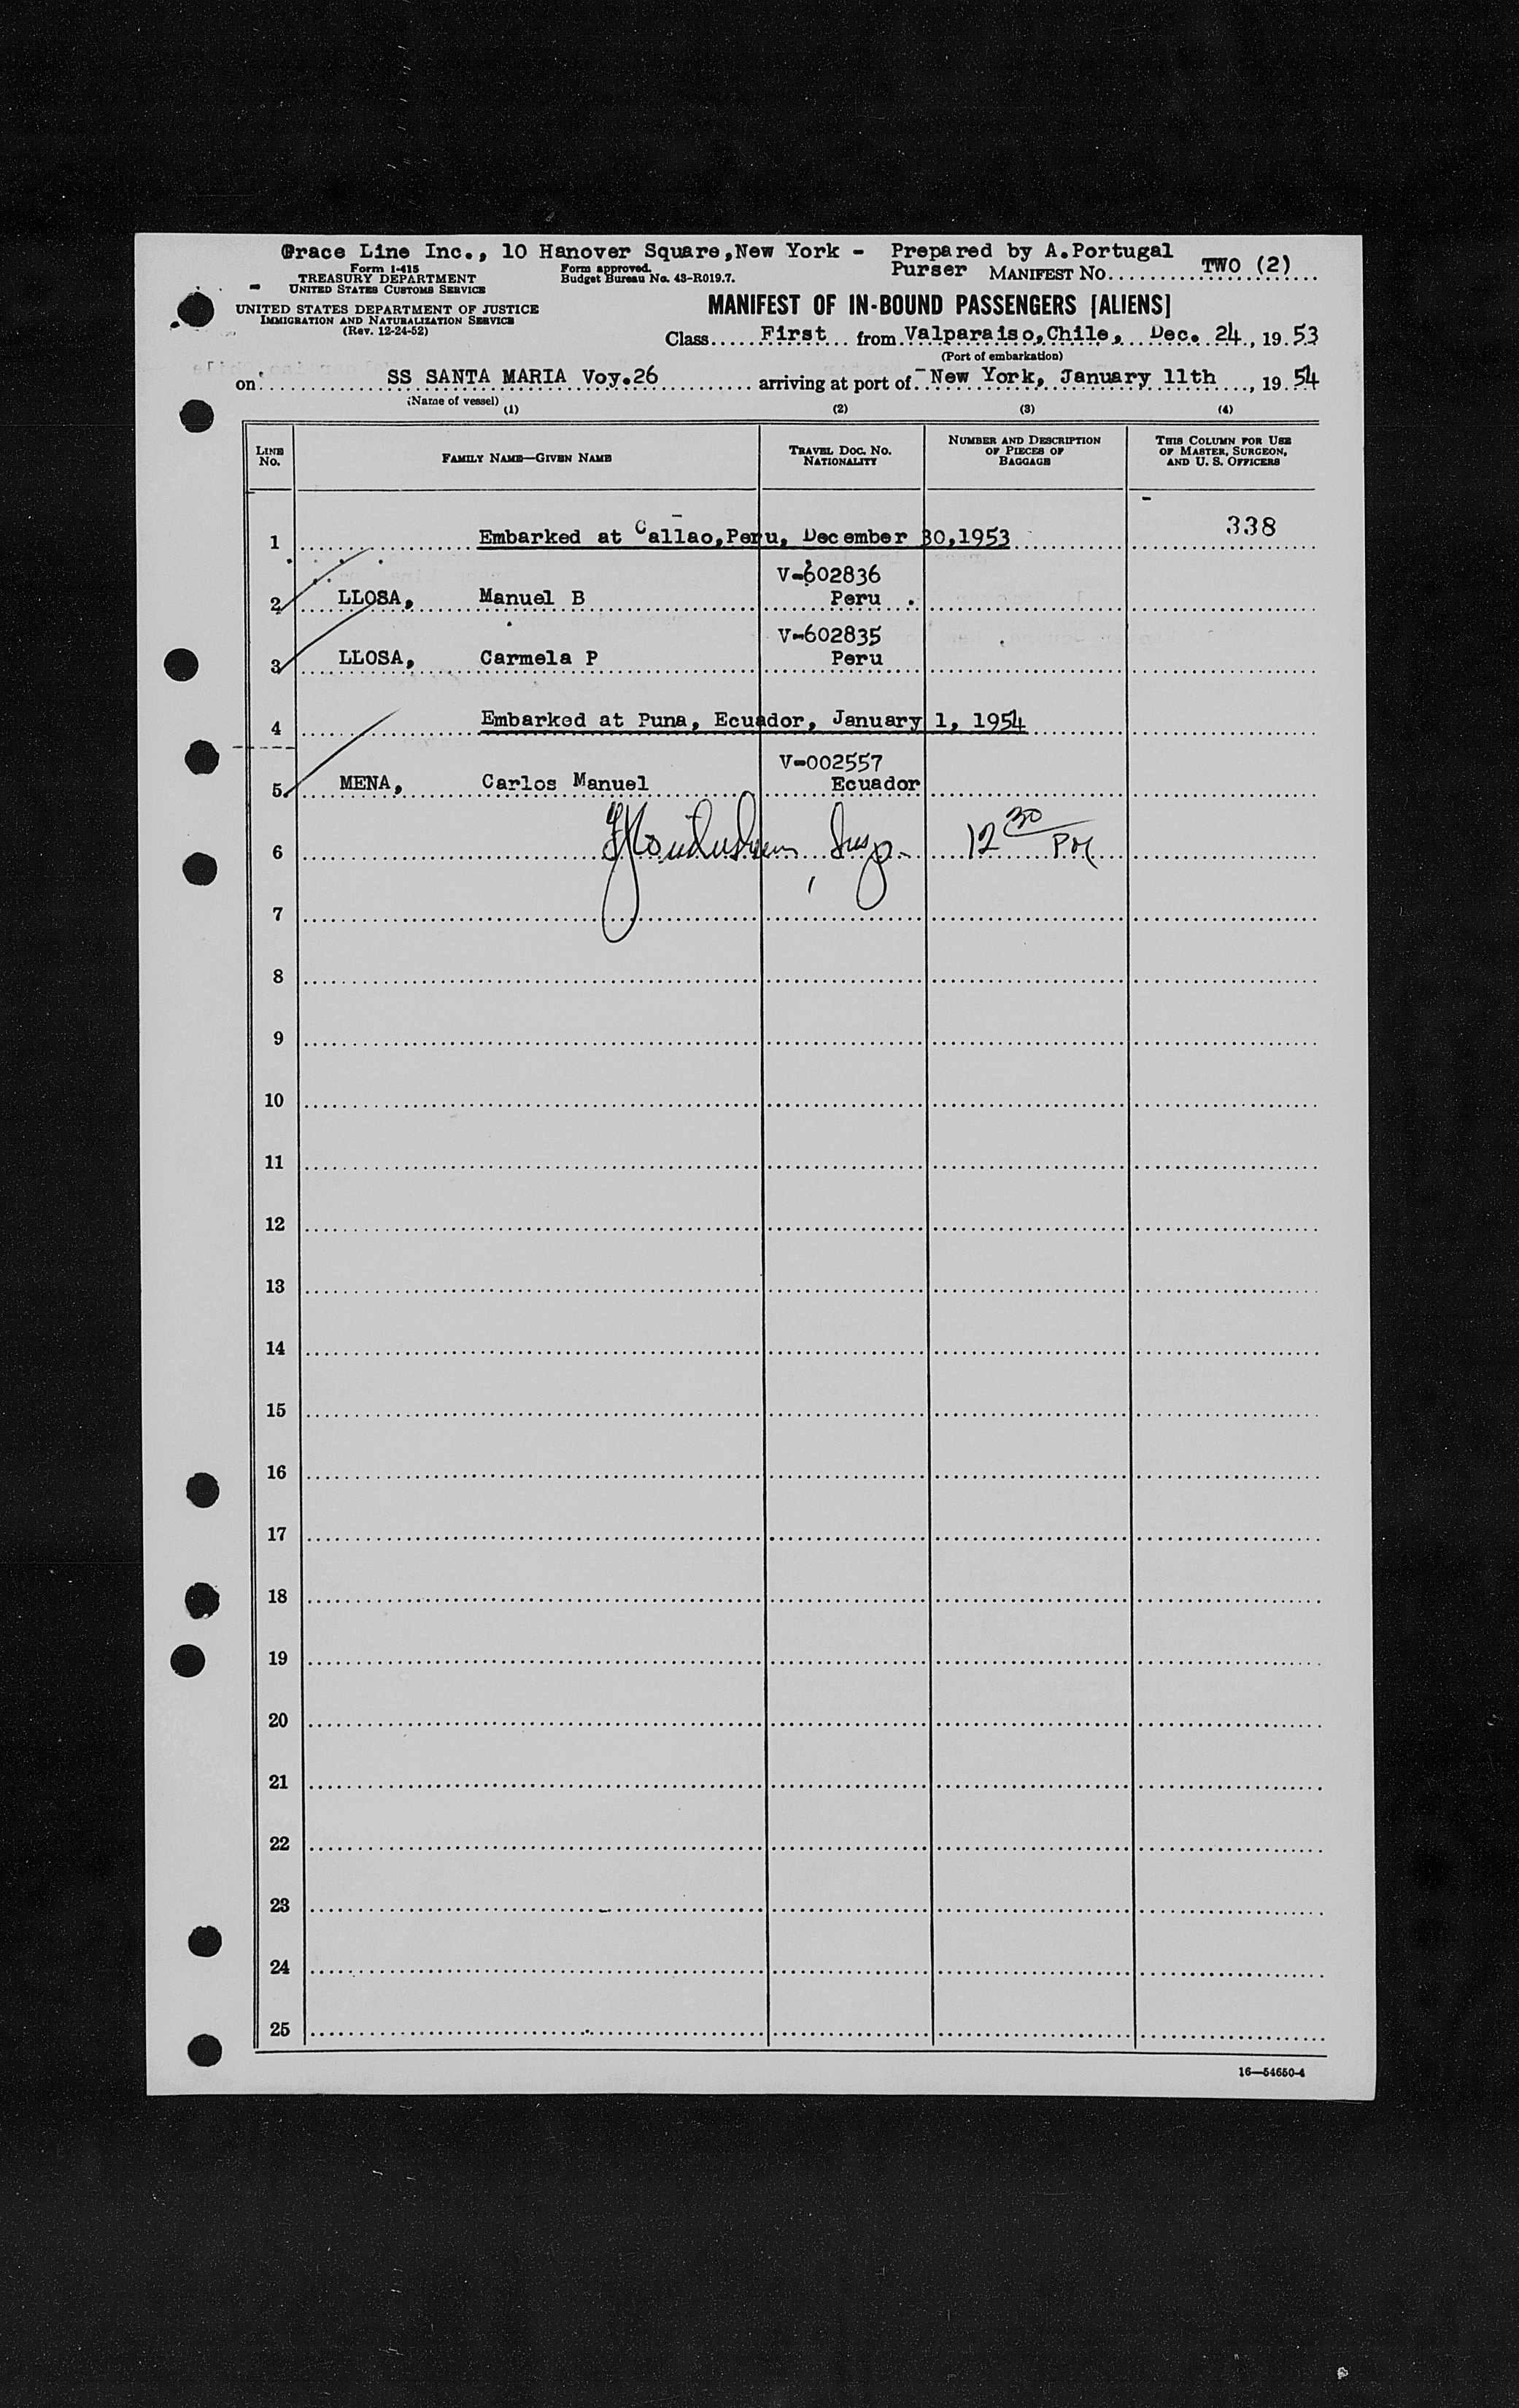 Grace Line Inc., 10 Hanover Square,New York - Prepared by A.Portugal
Purser MANIFEST NO. TWO (2)
Form I-415
TREASURY DEPARTMENT
UNITED STATES CUSTOMS SERVICE
Form approved.
Budget Bureau No. 43-R019.7.
UNITED STATES DEPARTMENT OF JUSTICE
IMMIGRATION AND NATURALIZATION SERVICE
(Rev. 12-24-52)
MANIFEST OF IN-BOUND PASSENGERS [ALIENS]
Class First from Valparaiso,Chile, Dec. 24, 19 53
(Port of embarkation)
on SS SANTA MARIA Voy.26 arriving at port of New York, January 11th, 19 54
(Name of vessel)
(1) (2) (3) (4)
LINE NO. FAMILY NAME—GIVEN NAME TRAVEL DOC. NO. NATIONALITY NUMBER AND DESCRIPTION OF PIECES OF BAGGAGE THIS COLUMN FOR USE OF MASTER, SURGEON, AND U. S. OFFICERS
1 Embarked at Callao,Peru, December 30,1953 338
V-602836
2 LLOSA, Manuel B Peru
V-602835
3 LLOSA, Carmela P Peru
4 Embarked at Puna, Ecuador, January 1, 1954
V-002557
5 MENA, Carlos Manuel Ecuador
6 Insp. 12 30 PM
7
8
9
10
11
12
13
14
15
16
17
18
19
20
21
22
23
24
25
16—54650-4